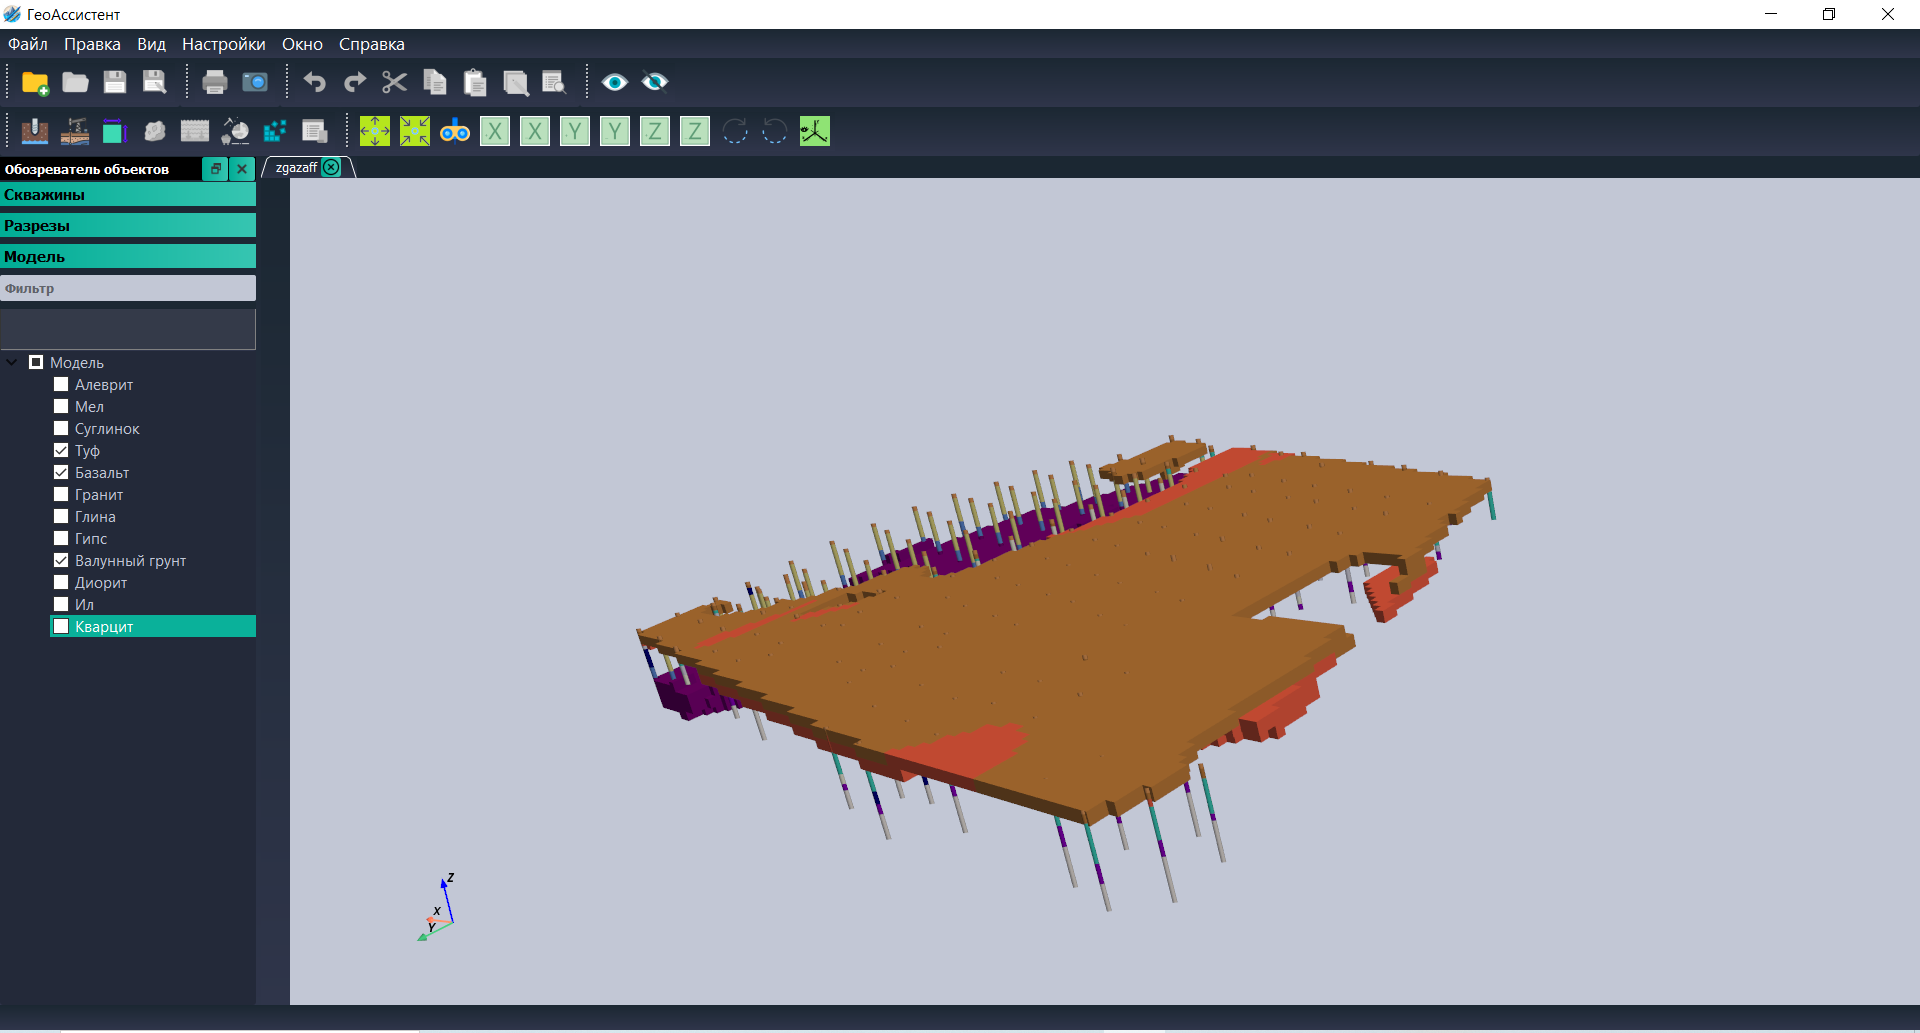 ГеоАссистент
Файл Правка Вид Настройки Окно Справка
X X Y Y Z Z
Обозреватель объектов
zgazaff
Скважины
Разрезы
Модель
Фильтр
Модель
Алеврит
Мел
Суглинок
Туф
Базальт
Гранит
Глина
Гипс
Валунный грунт
Диорит
Ил
Кварцит
Z
X
Y